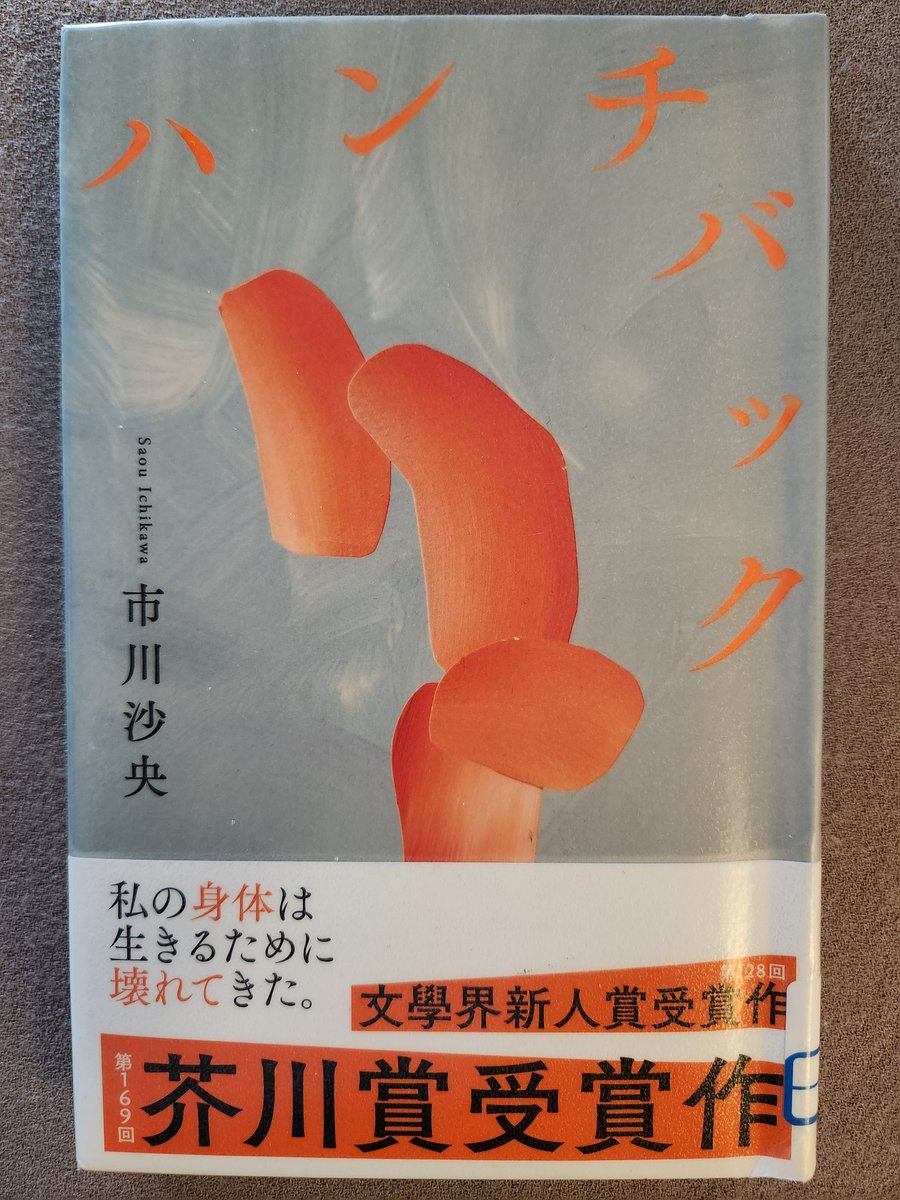 ハンチバック
Saou Ichikawa
市川沙央
私の身体は
生きるために
壊れてきた。
第128回
文學界新人賞受賞作
第169回
芥川賞受賞作